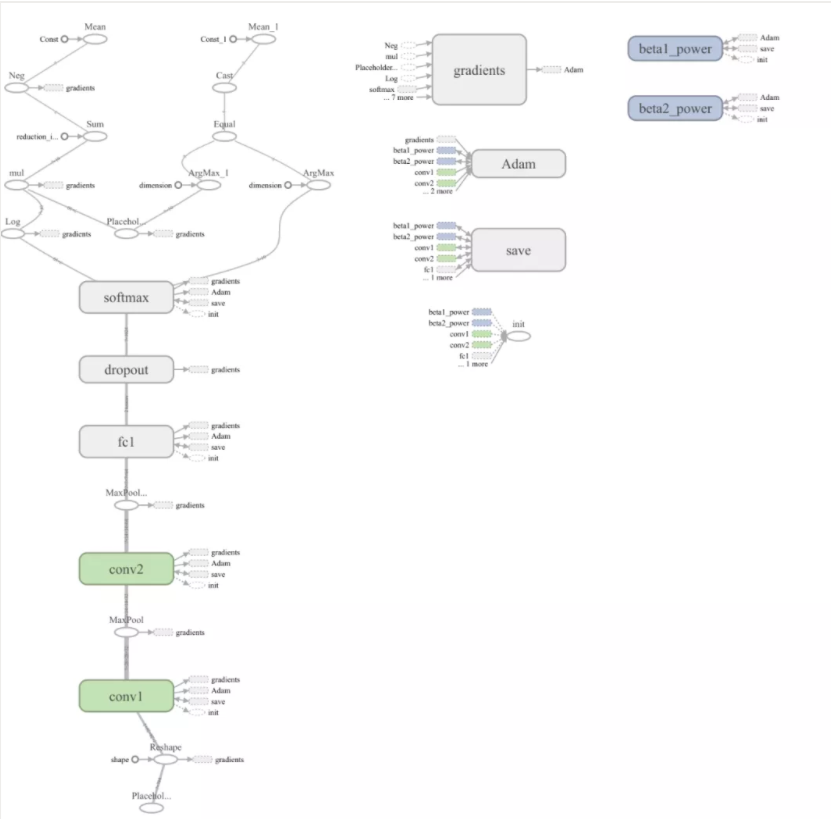 Mean
Const
Mean_1
Const_1
Neg
gradients
Cast
Sum
reduction_i...
Equal
mul
gradients
ArgMax_1
dimension
ArgMax
dimension
Log
gradients
Placehol...
gradients
softmax
gradients
Adam
save
init
dropout
gradients
fc1
gradients
Adam
save
init
MaxPool...
gradients
conv2
gradients
Adam
save
init
MaxPool
gradients
conv1
gradients
Adam
save
init
Reshape
shape
gradients
Placehol...
Neg
mul
Placeholder...
Log
softmax
... 7 more
gradients
Adam
gradients
beta1_power
beta2_power
conv1
conv2
... 2 more
Adam
beta1_power
beta2_power
conv1
conv2
fc1
... 1 more
save
beta1_power
beta2_power
conv1
conv2
fc1
... 1 more
init
beta1_power
Adam
save
init
beta2_power
Adam
save
init